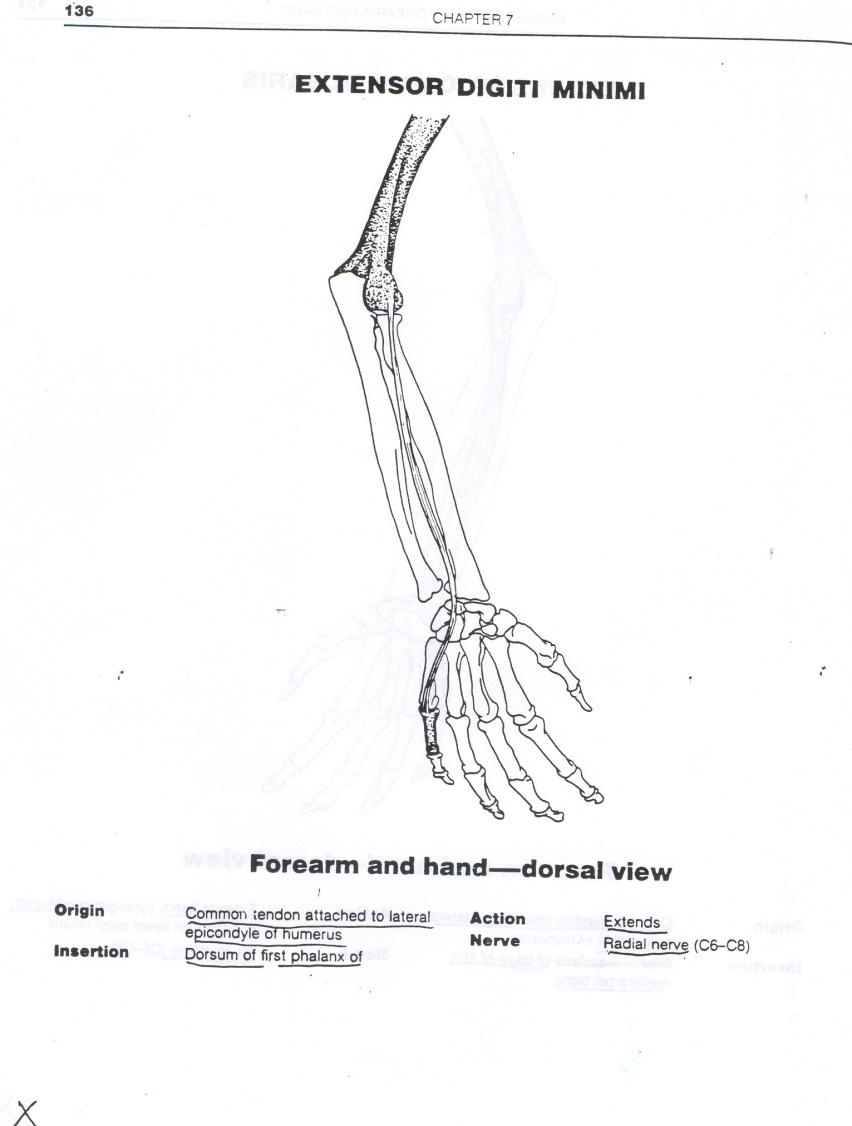 136
CHAPTER 7
EXTENSOR DIGITI MINIMI
Forearm and hand—dorsal view
Origin
Common tendon attached to lateral
epicondyle of humerus
Insertion
Dorsum of first phalanx of
Action
Extends
Nerve
Radial nerve (C6–C8)
X